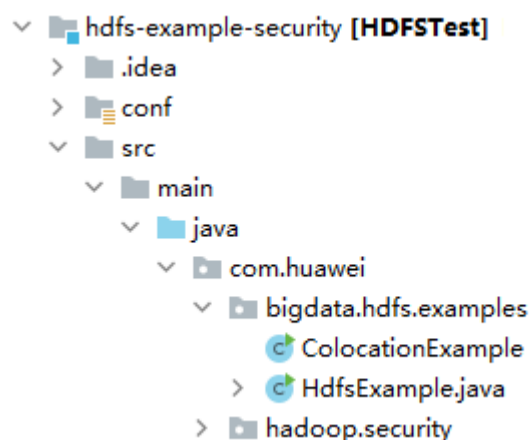 hdfs-example-security [HDFSTest]
.idea
conf
src
main
java
com.huawei
bigdata.hdfs.examples
ColocationExample
HdfsExample.java
hadoop.security